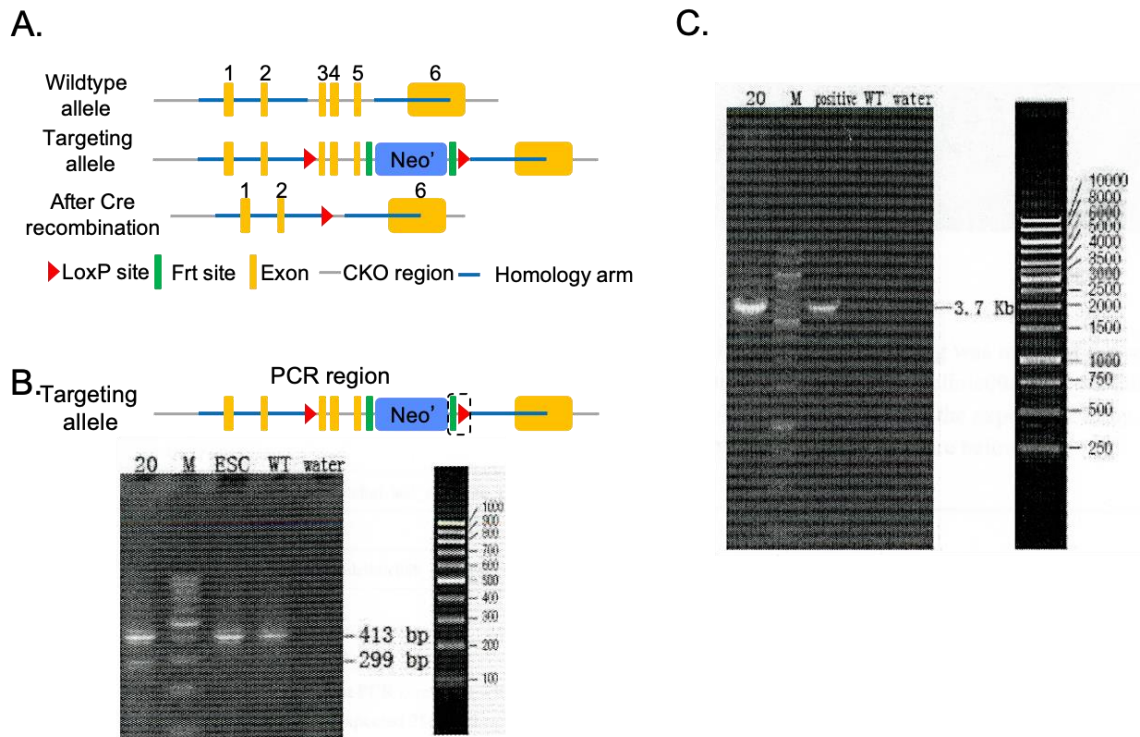 A.
1 2 34 5 6
Wildtype
allele
Targeting
allele
Neo'
1 2 6
After Cre
recombination
LoxP site Frt site Exon CKO region Homology arm
B.
PCR region
Targeting
allele
Neo'
20 M ESC WT water
413 bp
299 bp
1000
900
800
700
600
500
400
300
200
100
C.
20 M positive WT water
3.7 Kb
10000
8000
6000
5000
4000
3500
3000
2500
2000
1500
1000
750
500
250